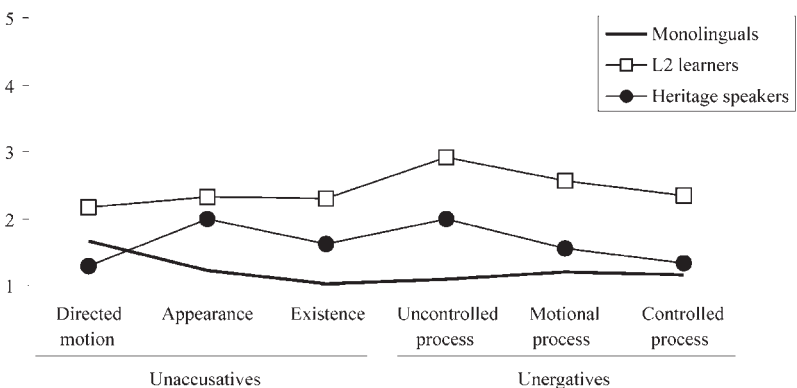 5
4
3
2
1
Monolinguals
L2 learners
Heritage speakers
Directed motion
Appearance
Existence
Uncontrolled process
Motional process
Controlled process
Unaccusatives
Unergatives